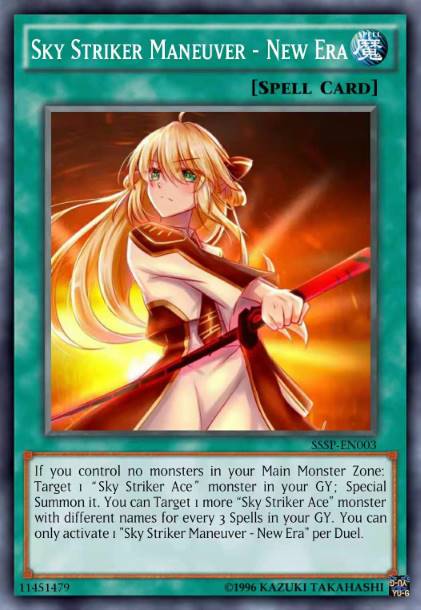 Sky Striker Maneuver - New Era 魔
[Spell Card]
SSSP-EN003
If you control no monsters in your Main Monster Zone:
Target 1 "Sky Striker Ace" monster in your GY; Special
Summon it. You can Target 1 more "Sky Striker Ace" monster
with different names for every 3 Spells in your GY. You can
only activate 1 "Sky Striker Maneuver - New Era" per Duel.
11451479 ©1996 KAZUKI TAKAHASHI